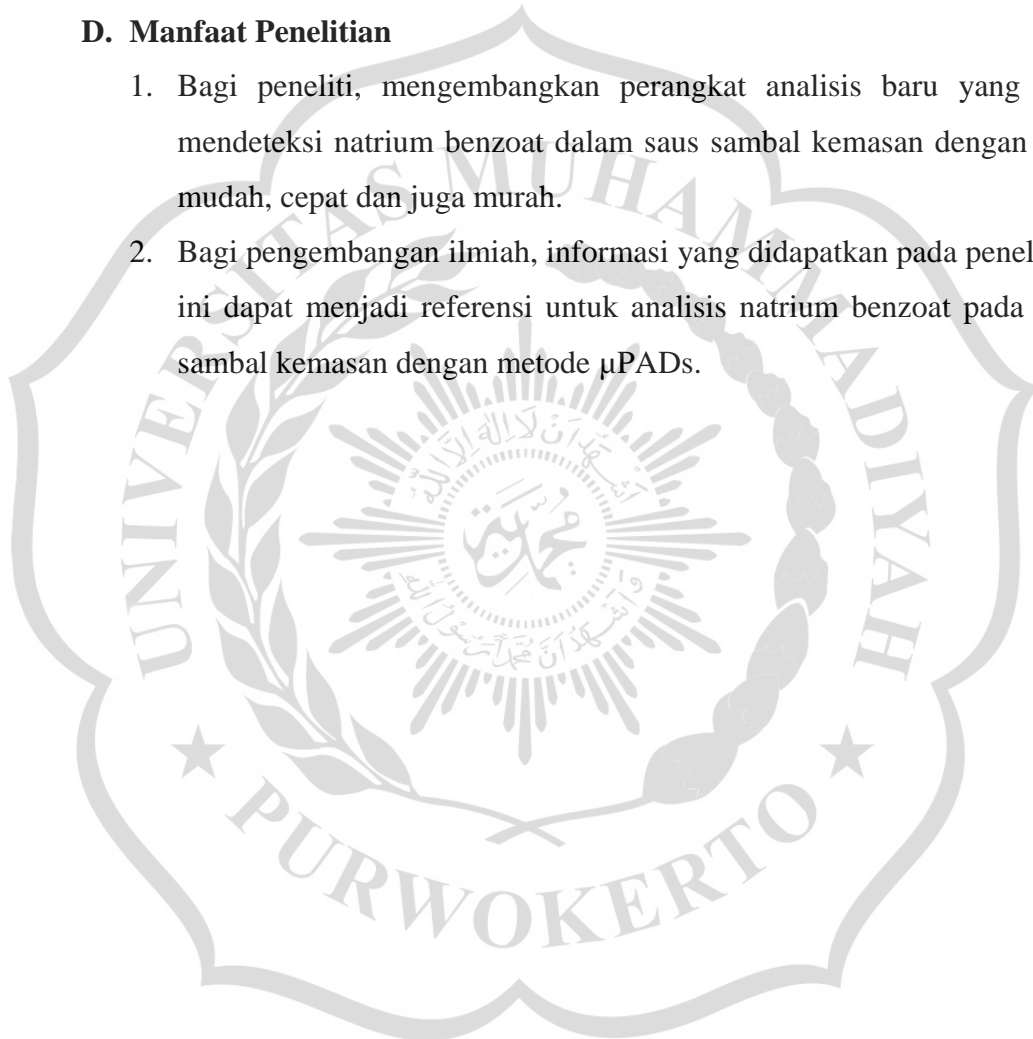 D. Manfaat Penelitian
1. Bagi peneliti, mengembangkan perangkat analisis baru yang
mendeteksi natrium benzoat dalam saus sambal kemasan dengan
mudah, cepat dan juga murah.
2. Bagi pengembangan ilmiah, informasi yang didapatkan pada penel
ini dapat menjadi referensi untuk analisis natrium benzoat pada
sambal kemasan dengan metode µPADs.
UNIVERSITAS MUHAMMADIYAH
PURWOKERTO